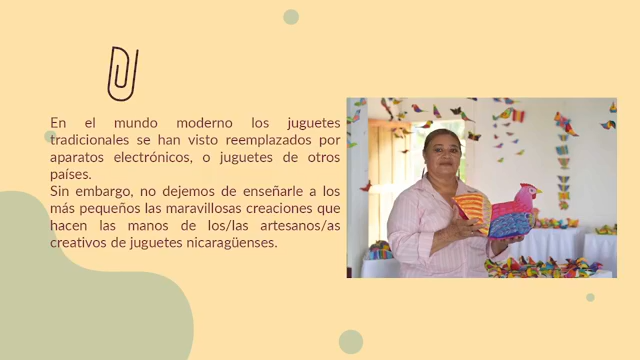 En el mundo moderno los juguetes
tradicionales se han visto reemplazados por
aparatos electrónicos, o juguetes de otros
países.
Sin embargo, no dejemos de enseñarle a los
más pequeños las maravillosas creaciones que
hacen las manos de los/las artesanos/as
creativos de juguetes nicaragüenses.